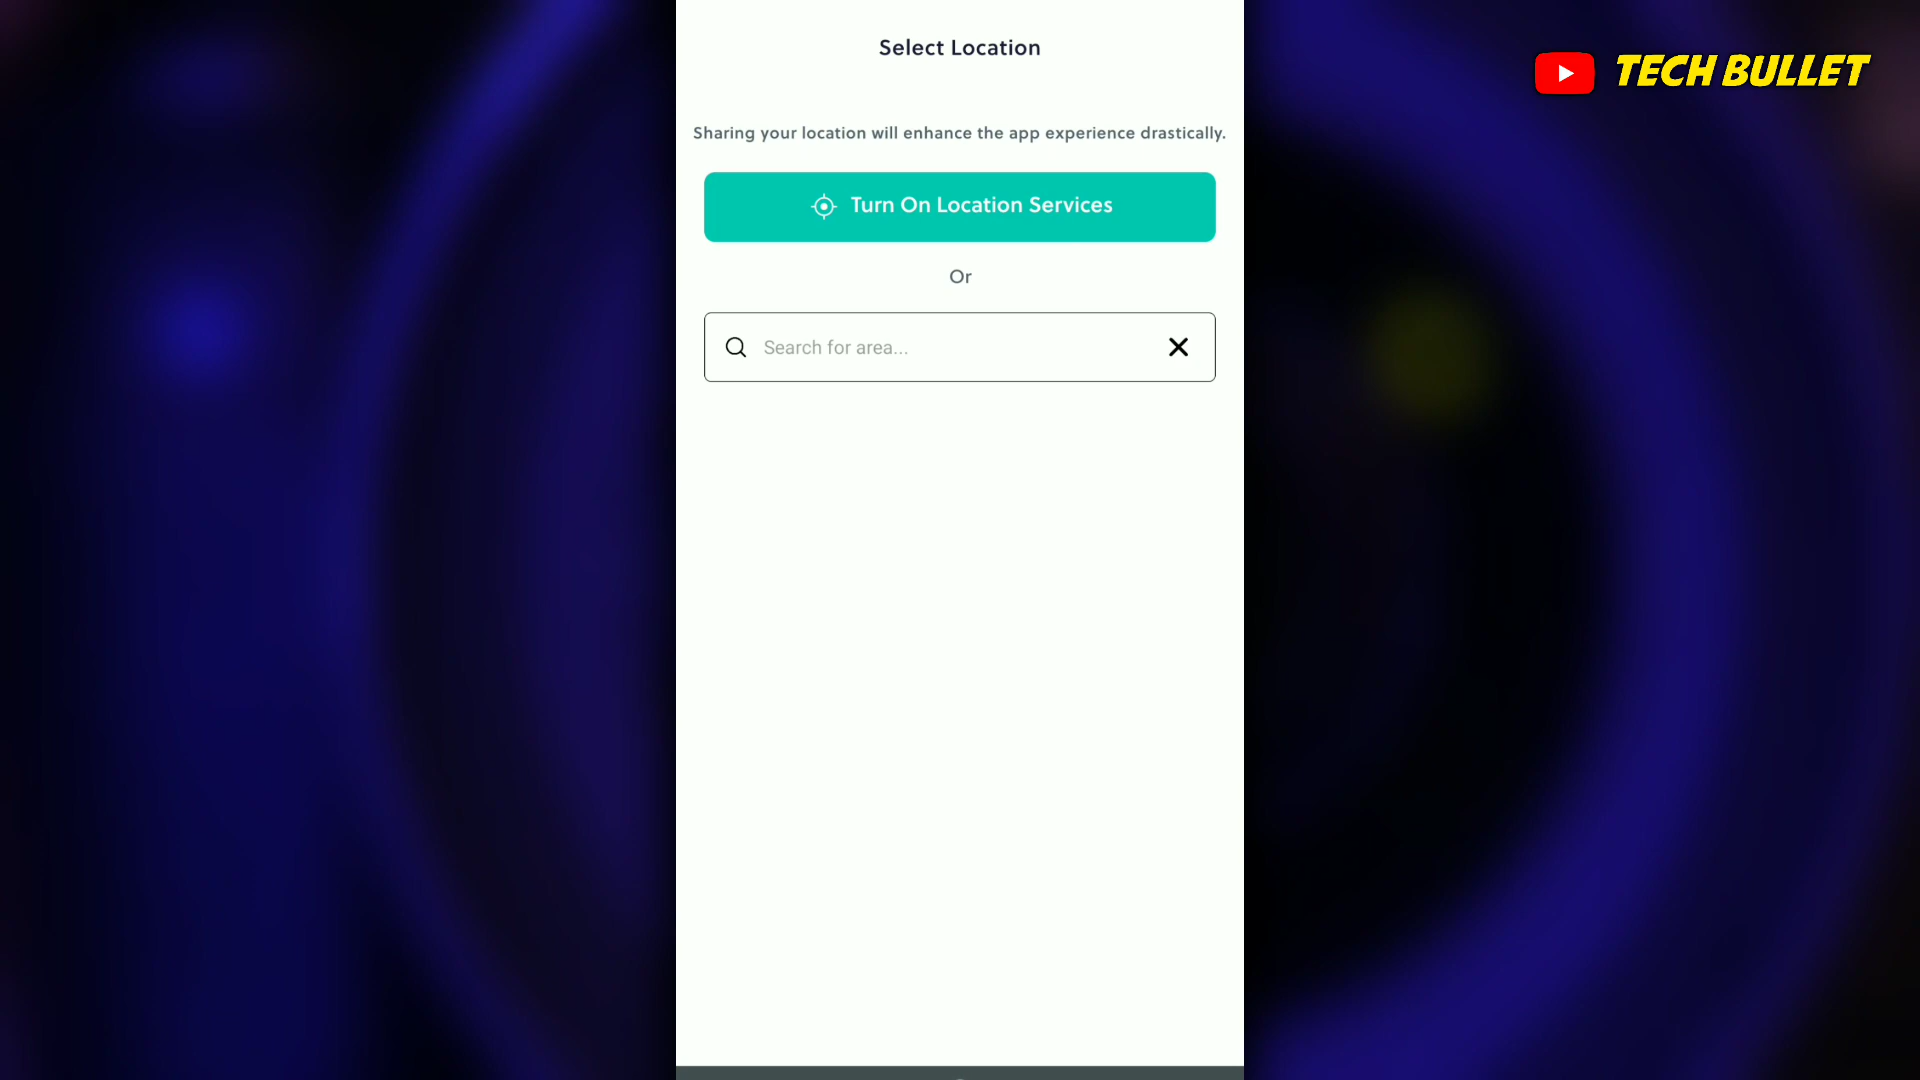 Select Location
TECH BULLET
Sharing your location will enhance the app experience drastically.
Turn On Location Services
Or
Search for area...